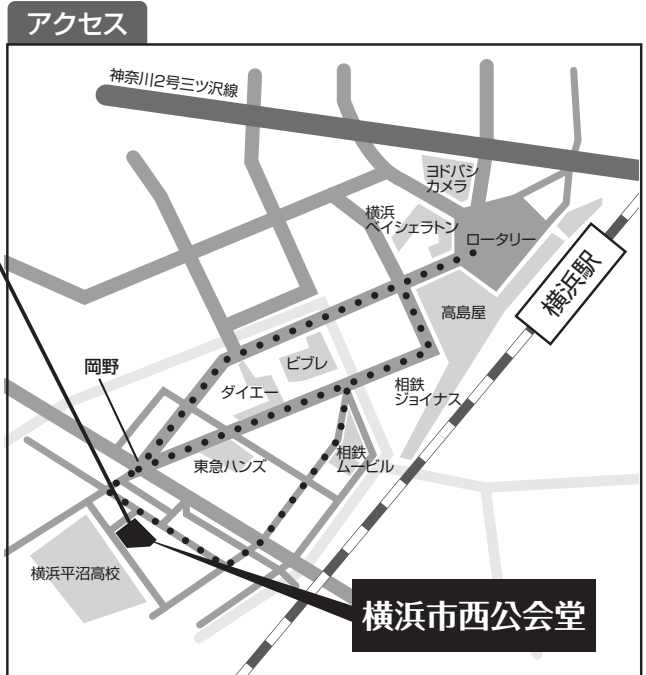 アクセス
神奈川2号三ツ沢線
ヨドバシ
カメラ
横浜
ベイシェラトン
ロータリー
横浜駅
高島屋
岡野
ビブレ
ダイエー
相鉄
ジョイナス
東急ハンズ
相鉄
ムービル
横浜平沼高校
横浜市西公会堂